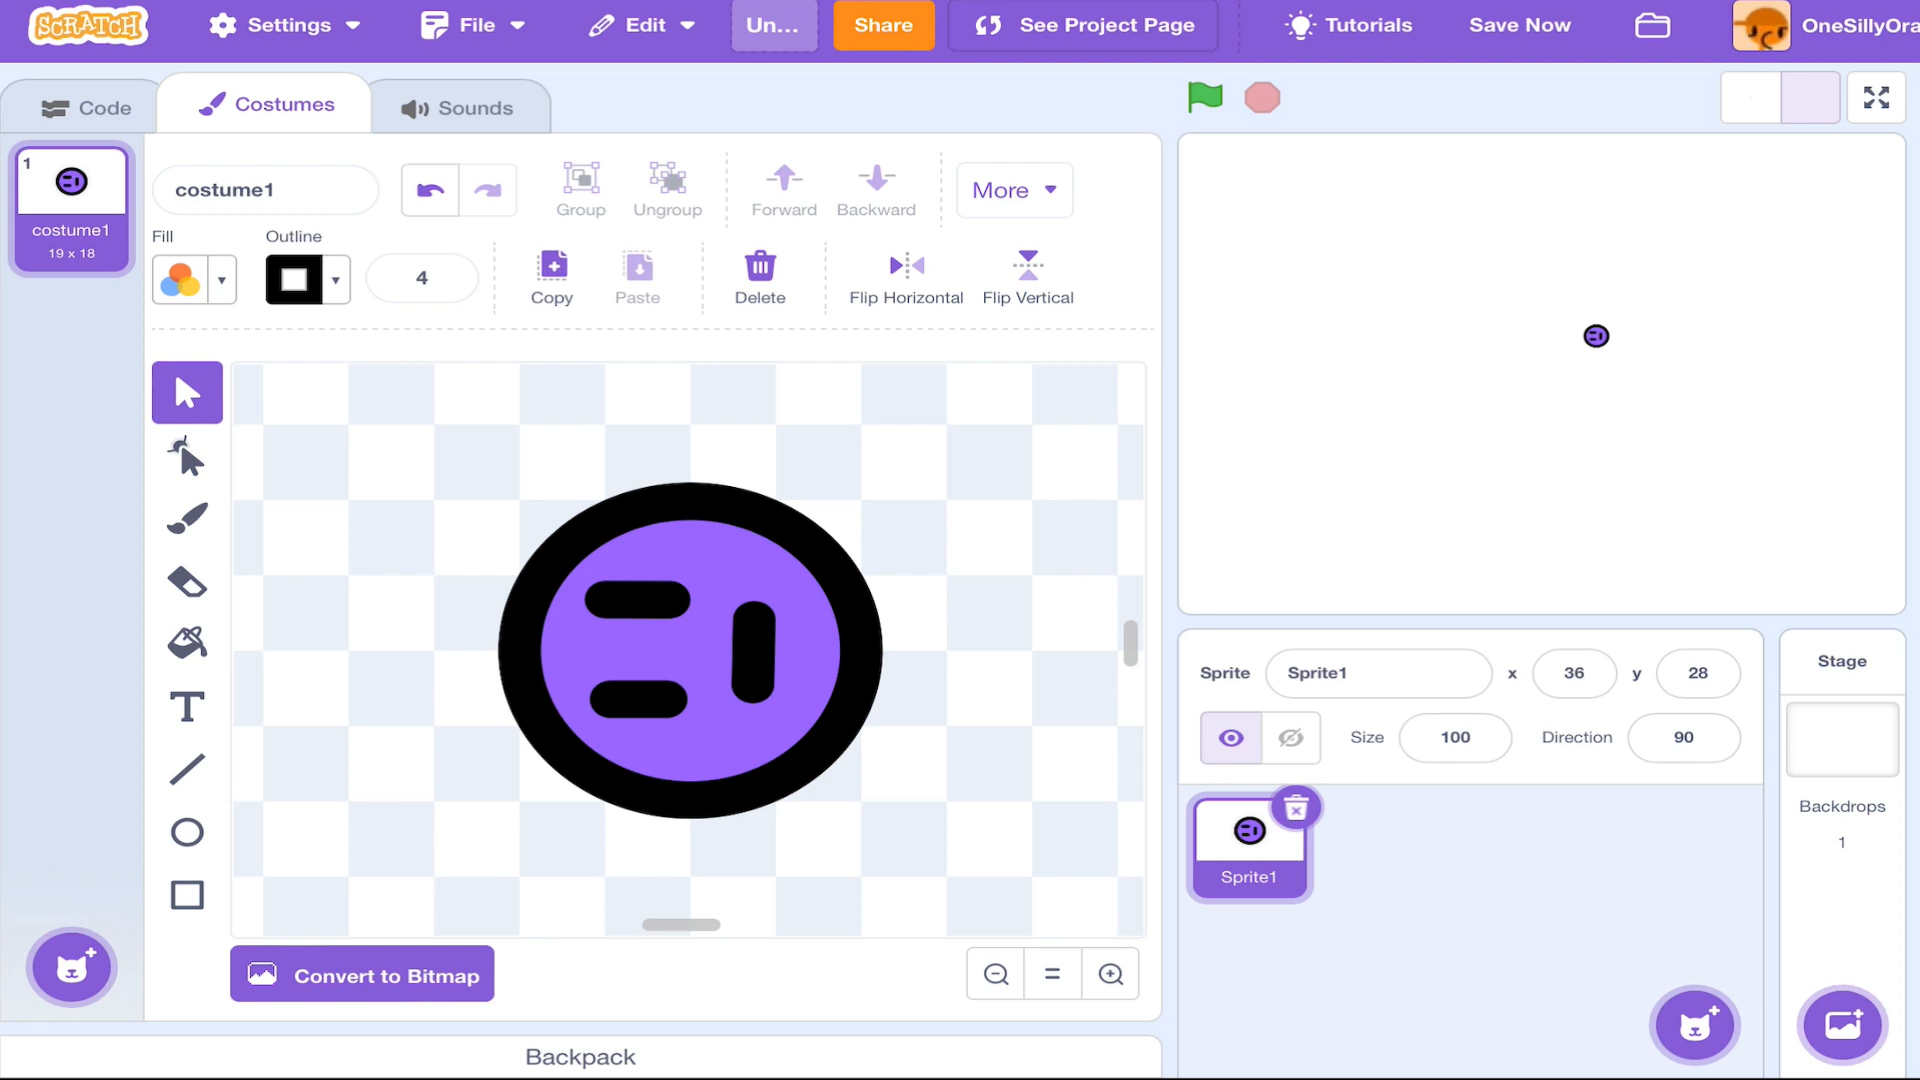 SCRATCH Settings File Edit Un... Share See Project Page Tutorials Save Now OneSillyOra
Code Costumes Sounds
1
costume1
19 x 18
costume1 Group Ungroup Forward Backward More
Fill Outline
4 Copy Paste Delete Flip Horizontal Flip Vertical
Convert to Bitmap
Backpack
Sprite Sprite1 x 36 y 28
Size 100 Direction 90
Sprite1
Stage
Backdrops
1